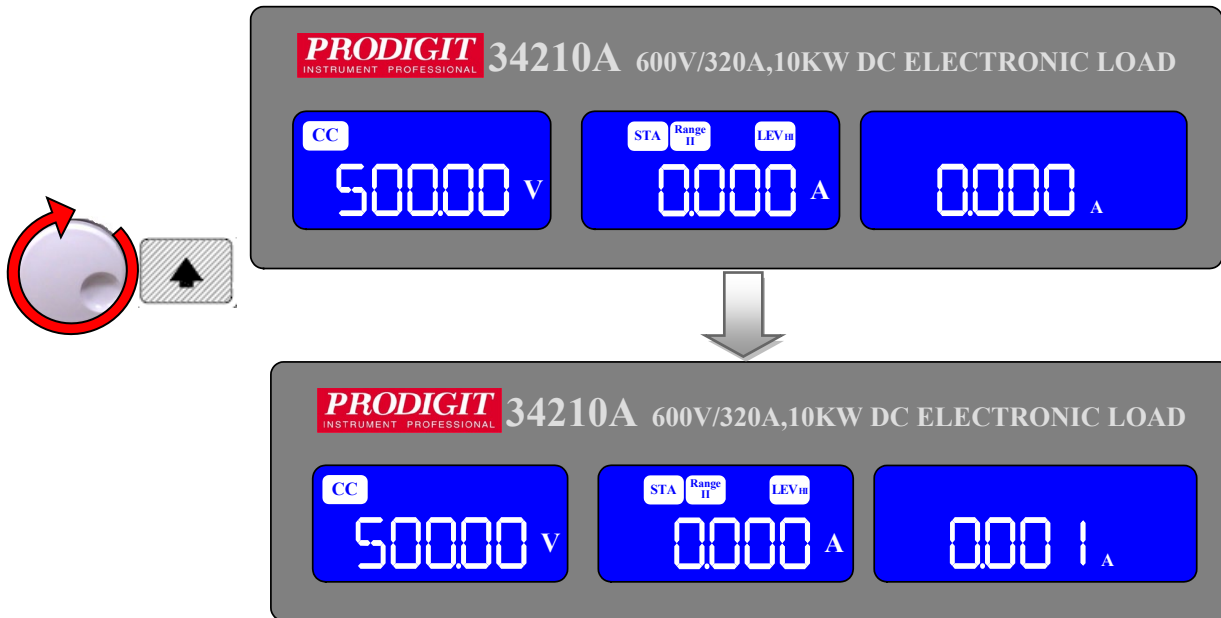 PRODIGIT
INSTRUMENT PROFESSIONAL
34210A 600V/320A,10KW DC ELECTRONIC LOAD
CC
500.00 V
STA Range II LEV HI
0.000 A
0.000 A
PRODIGIT
INSTRUMENT PROFESSIONAL
34210A 600V/320A,10KW DC ELECTRONIC LOAD
CC
500.00 V
STA Range II LEV HI
0.000 A
0.001 A